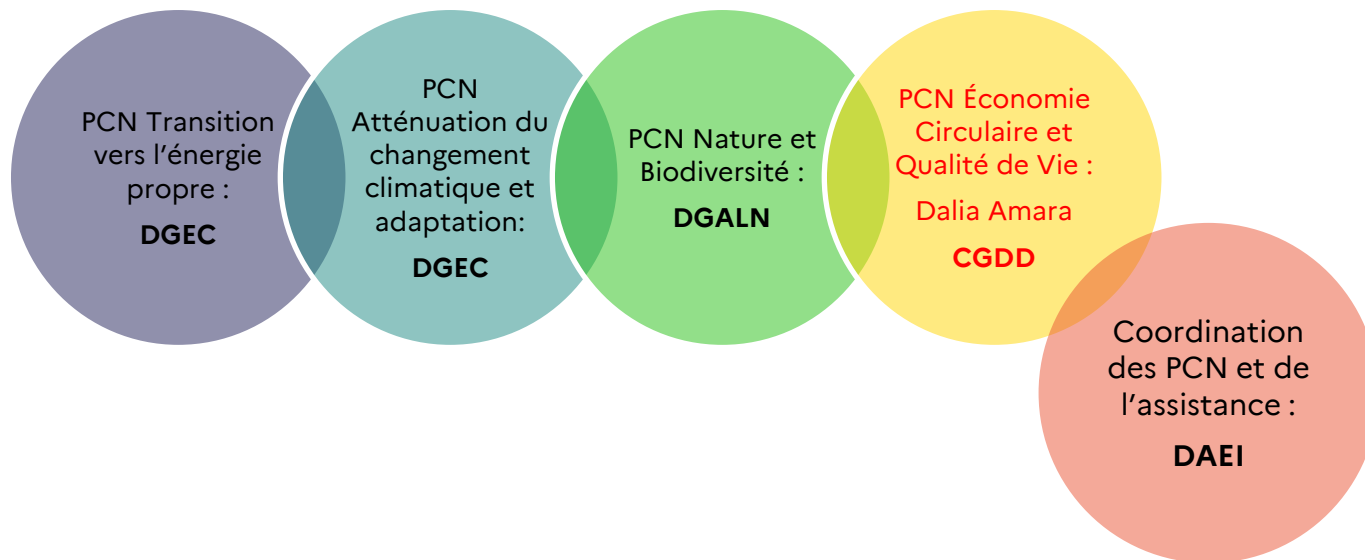 PCN Transition
vers l’énergie
propre :
DGEC
PCN
Atténuation du
changement
climatique et
adaptation:
DGEC
PCN Nature et
Biodiversité :
DGALN
PCN Économie
Circulaire et
Qualité de Vie :
Dalia Amara
CGDD
Coordination
des PCN et de
l’assistance :
DAEI